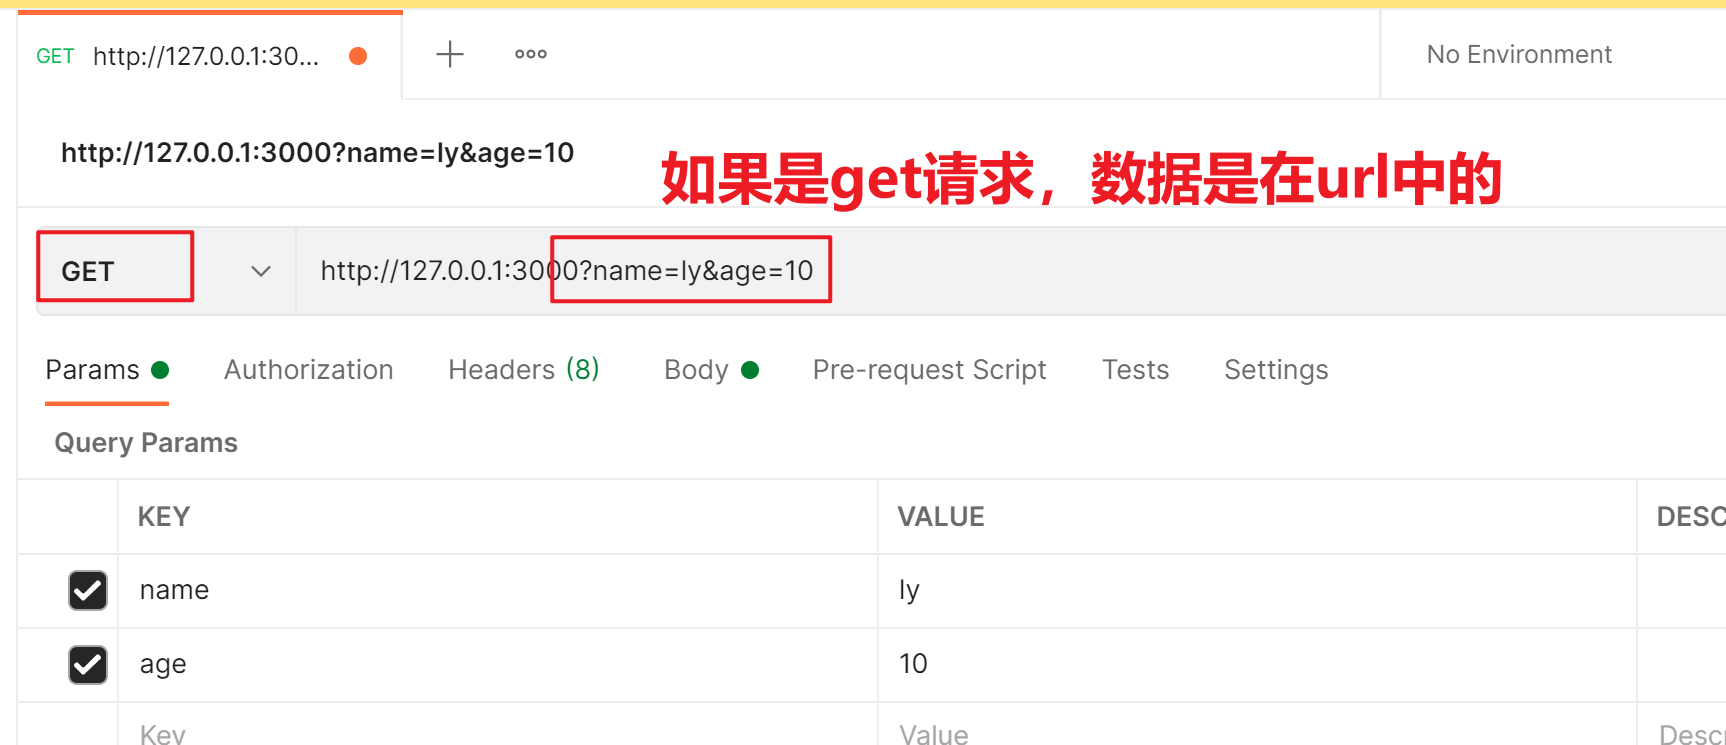 GET http://127.0.0.1:30... No Environment
http://127.0.0.1:3000?name=ly&age=10
如果是get请求，数据是在url中的
GET http://127.0.0.1:3000?name=ly&age=10
Params Authorization Headers (8) Body Pre-request Script Tests Settings
Query Params
KEY VALUE DESC
name ly
age 10
Key Value Descr